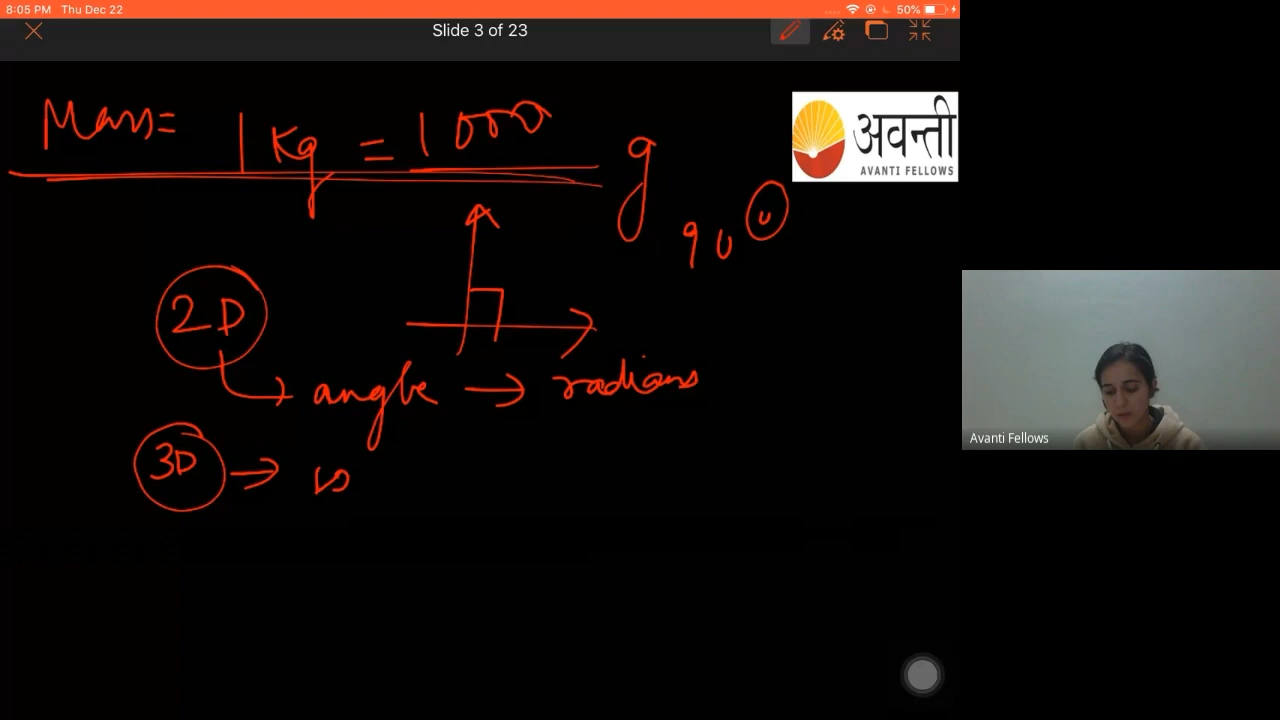 8:05 PM Thu Dec 22
50%
Slide 3 of 23
Mass = 1 Kg = 1000 g
अवन्ती
AVANTI FELLOWS
90
2D
angle → radians
3D →
Avanti Fellows